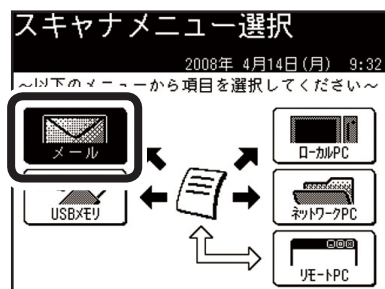 スキャナメニュー選択
2008年 4月14日(月) 9:32
～以下のメニューから項目を選択してください～
メール
ローカルPC
USBメモリ
ネットワークPC
リモートPC